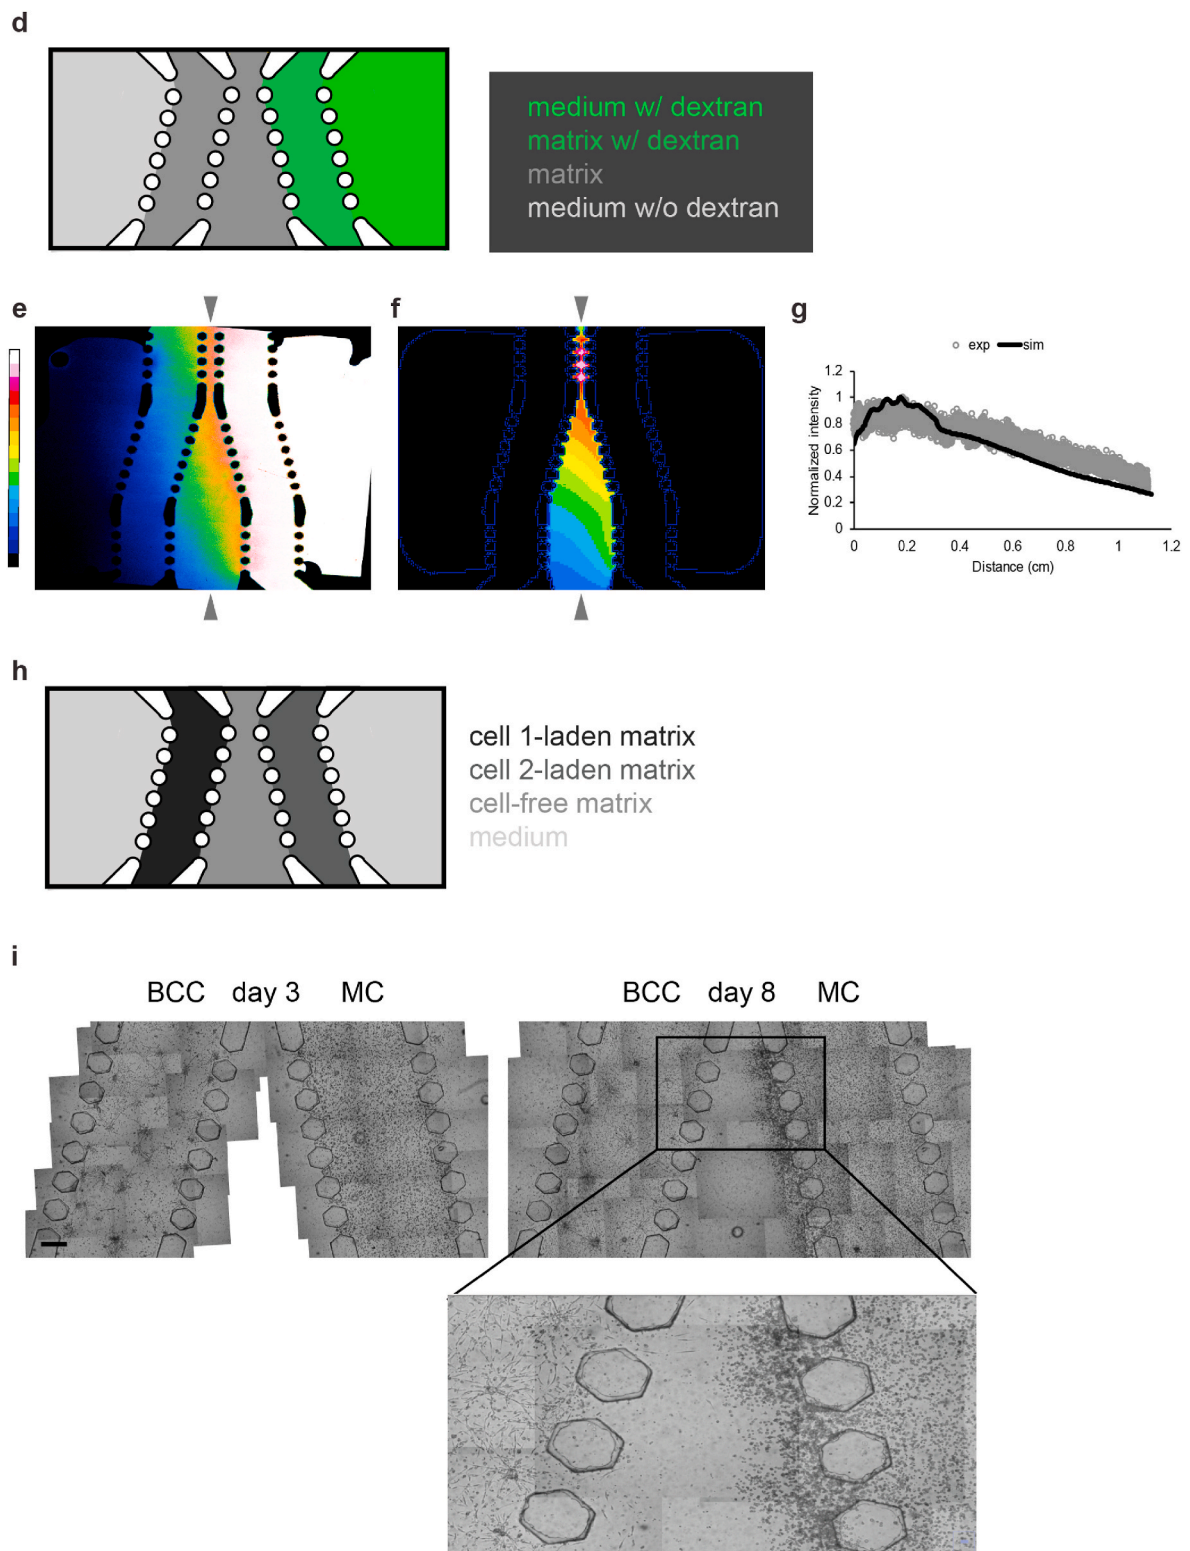 d
medium w/ dextran
matrix w/ dextran
matrix
medium w/o dextran
e
f
g
exp sim
Normalized intensity
1.2
1
0.8
0.6
0.4
0.2
0
0 0.2 0.4 0.6 0.8 1 1.2
Distance (cm)
h
cell 1-laden matrix
cell 2-laden matrix
cell-free matrix
medium
i
BCC day 3 MC
BCC day 8 MC